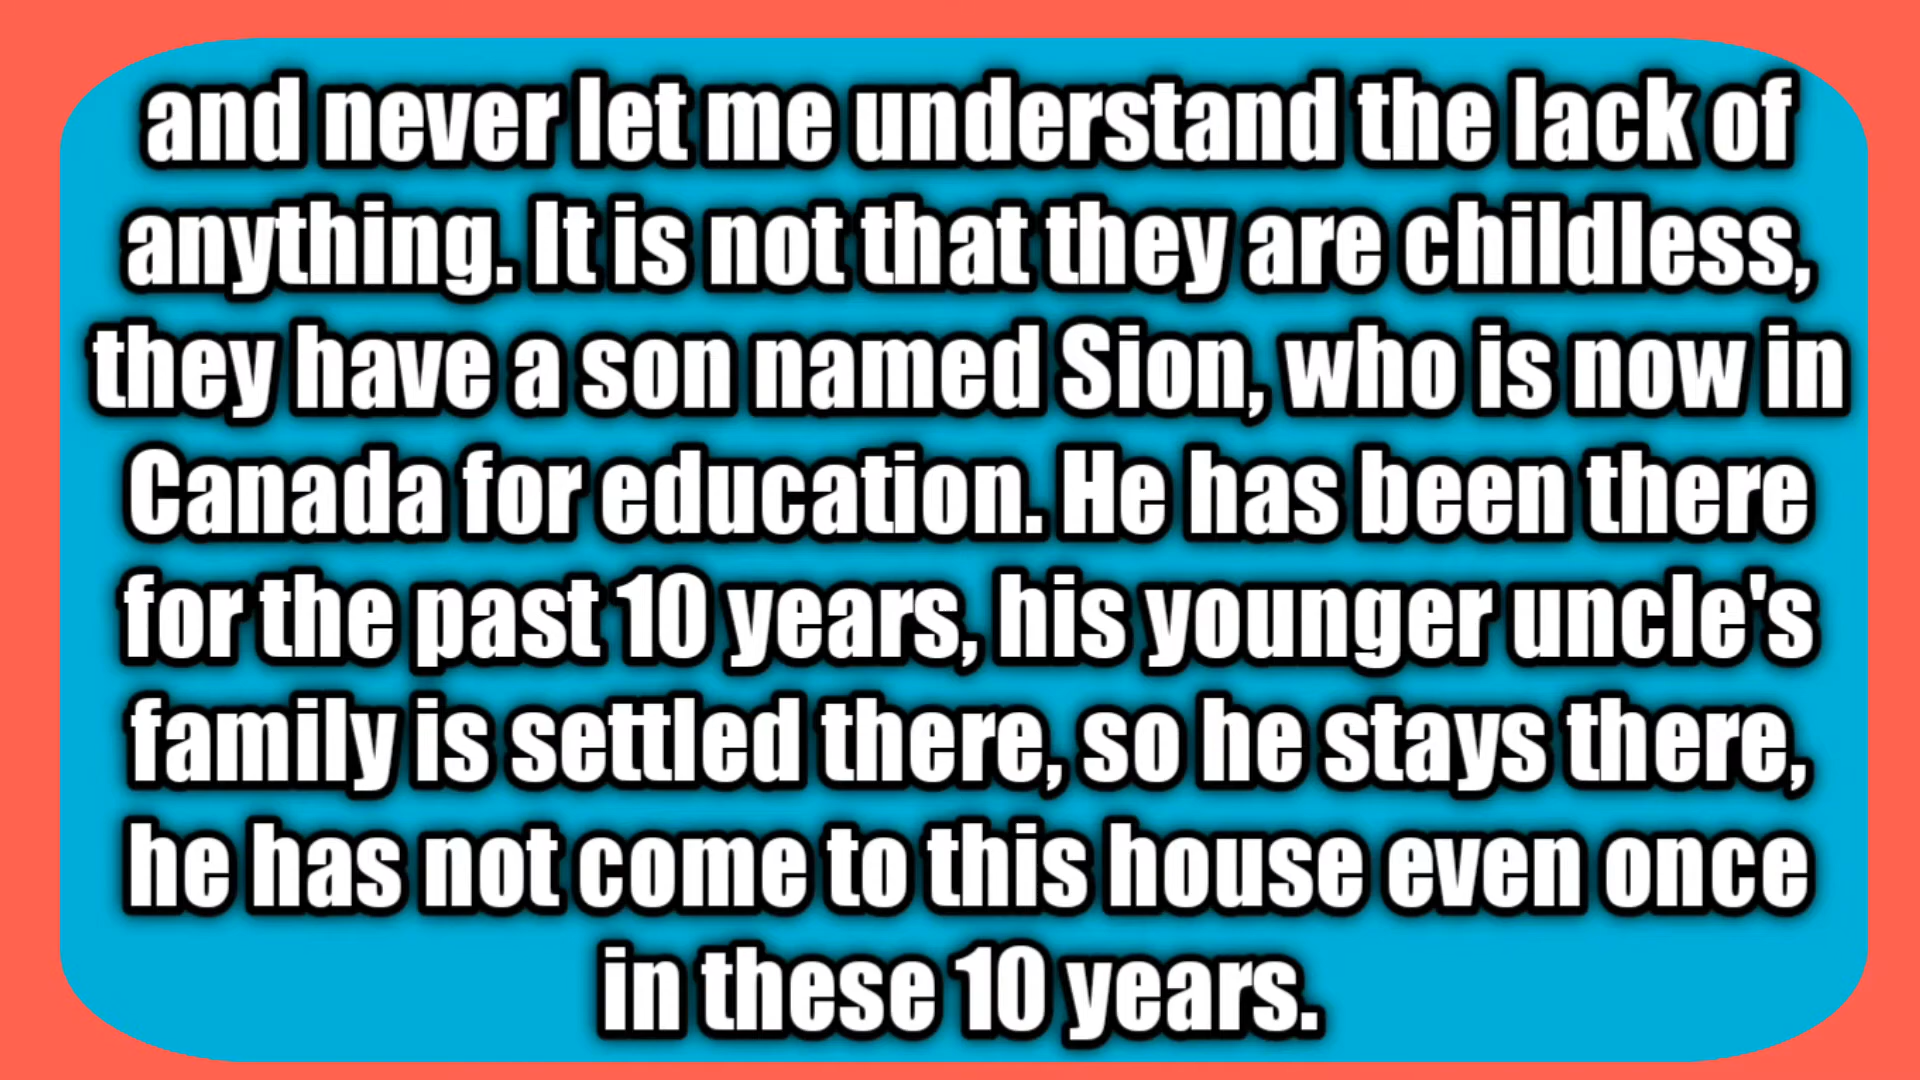 and never let me understand the lack of
anything. It is not that they are childless,
they have a son named Sion, who is now in
Canada for education. He has been there
for the past 10 years, his younger uncle's
family is settled there, so he stays there,
he has not come to this house even once
in these 10 years.